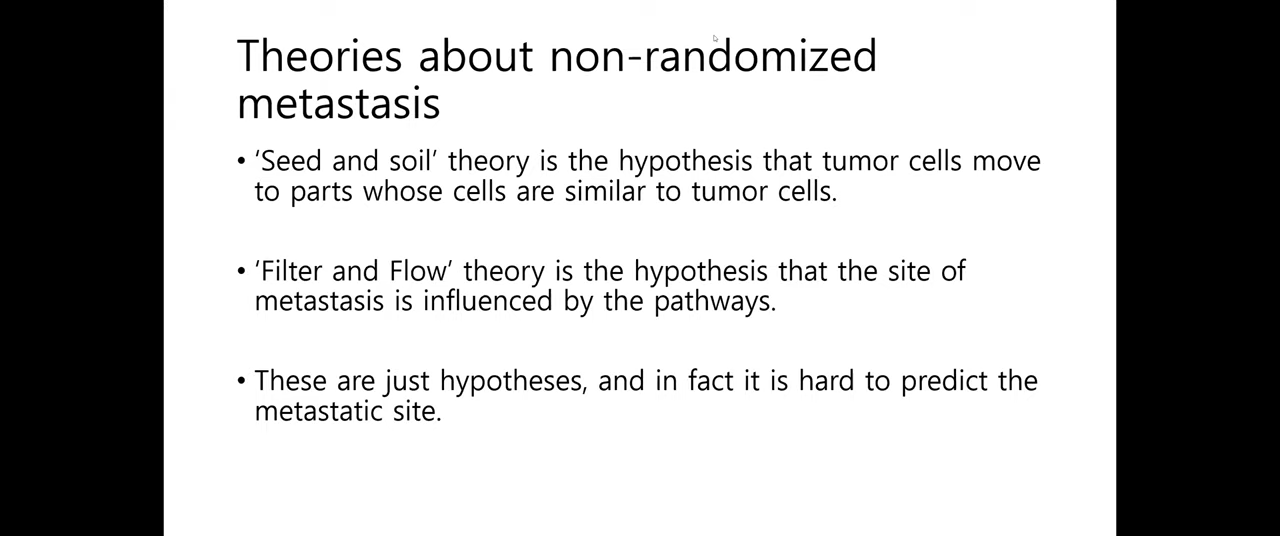 Theories about non-randomized
metastasis
• ‘Seed and soil’ theory is the hypothesis that tumor cells move
to parts whose cells are similar to tumor cells.
• ‘Filter and Flow’ theory is the hypothesis that the site of
metastasis is influenced by the pathways.
• These are just hypotheses, and in fact it is hard to predict the
metastatic site.